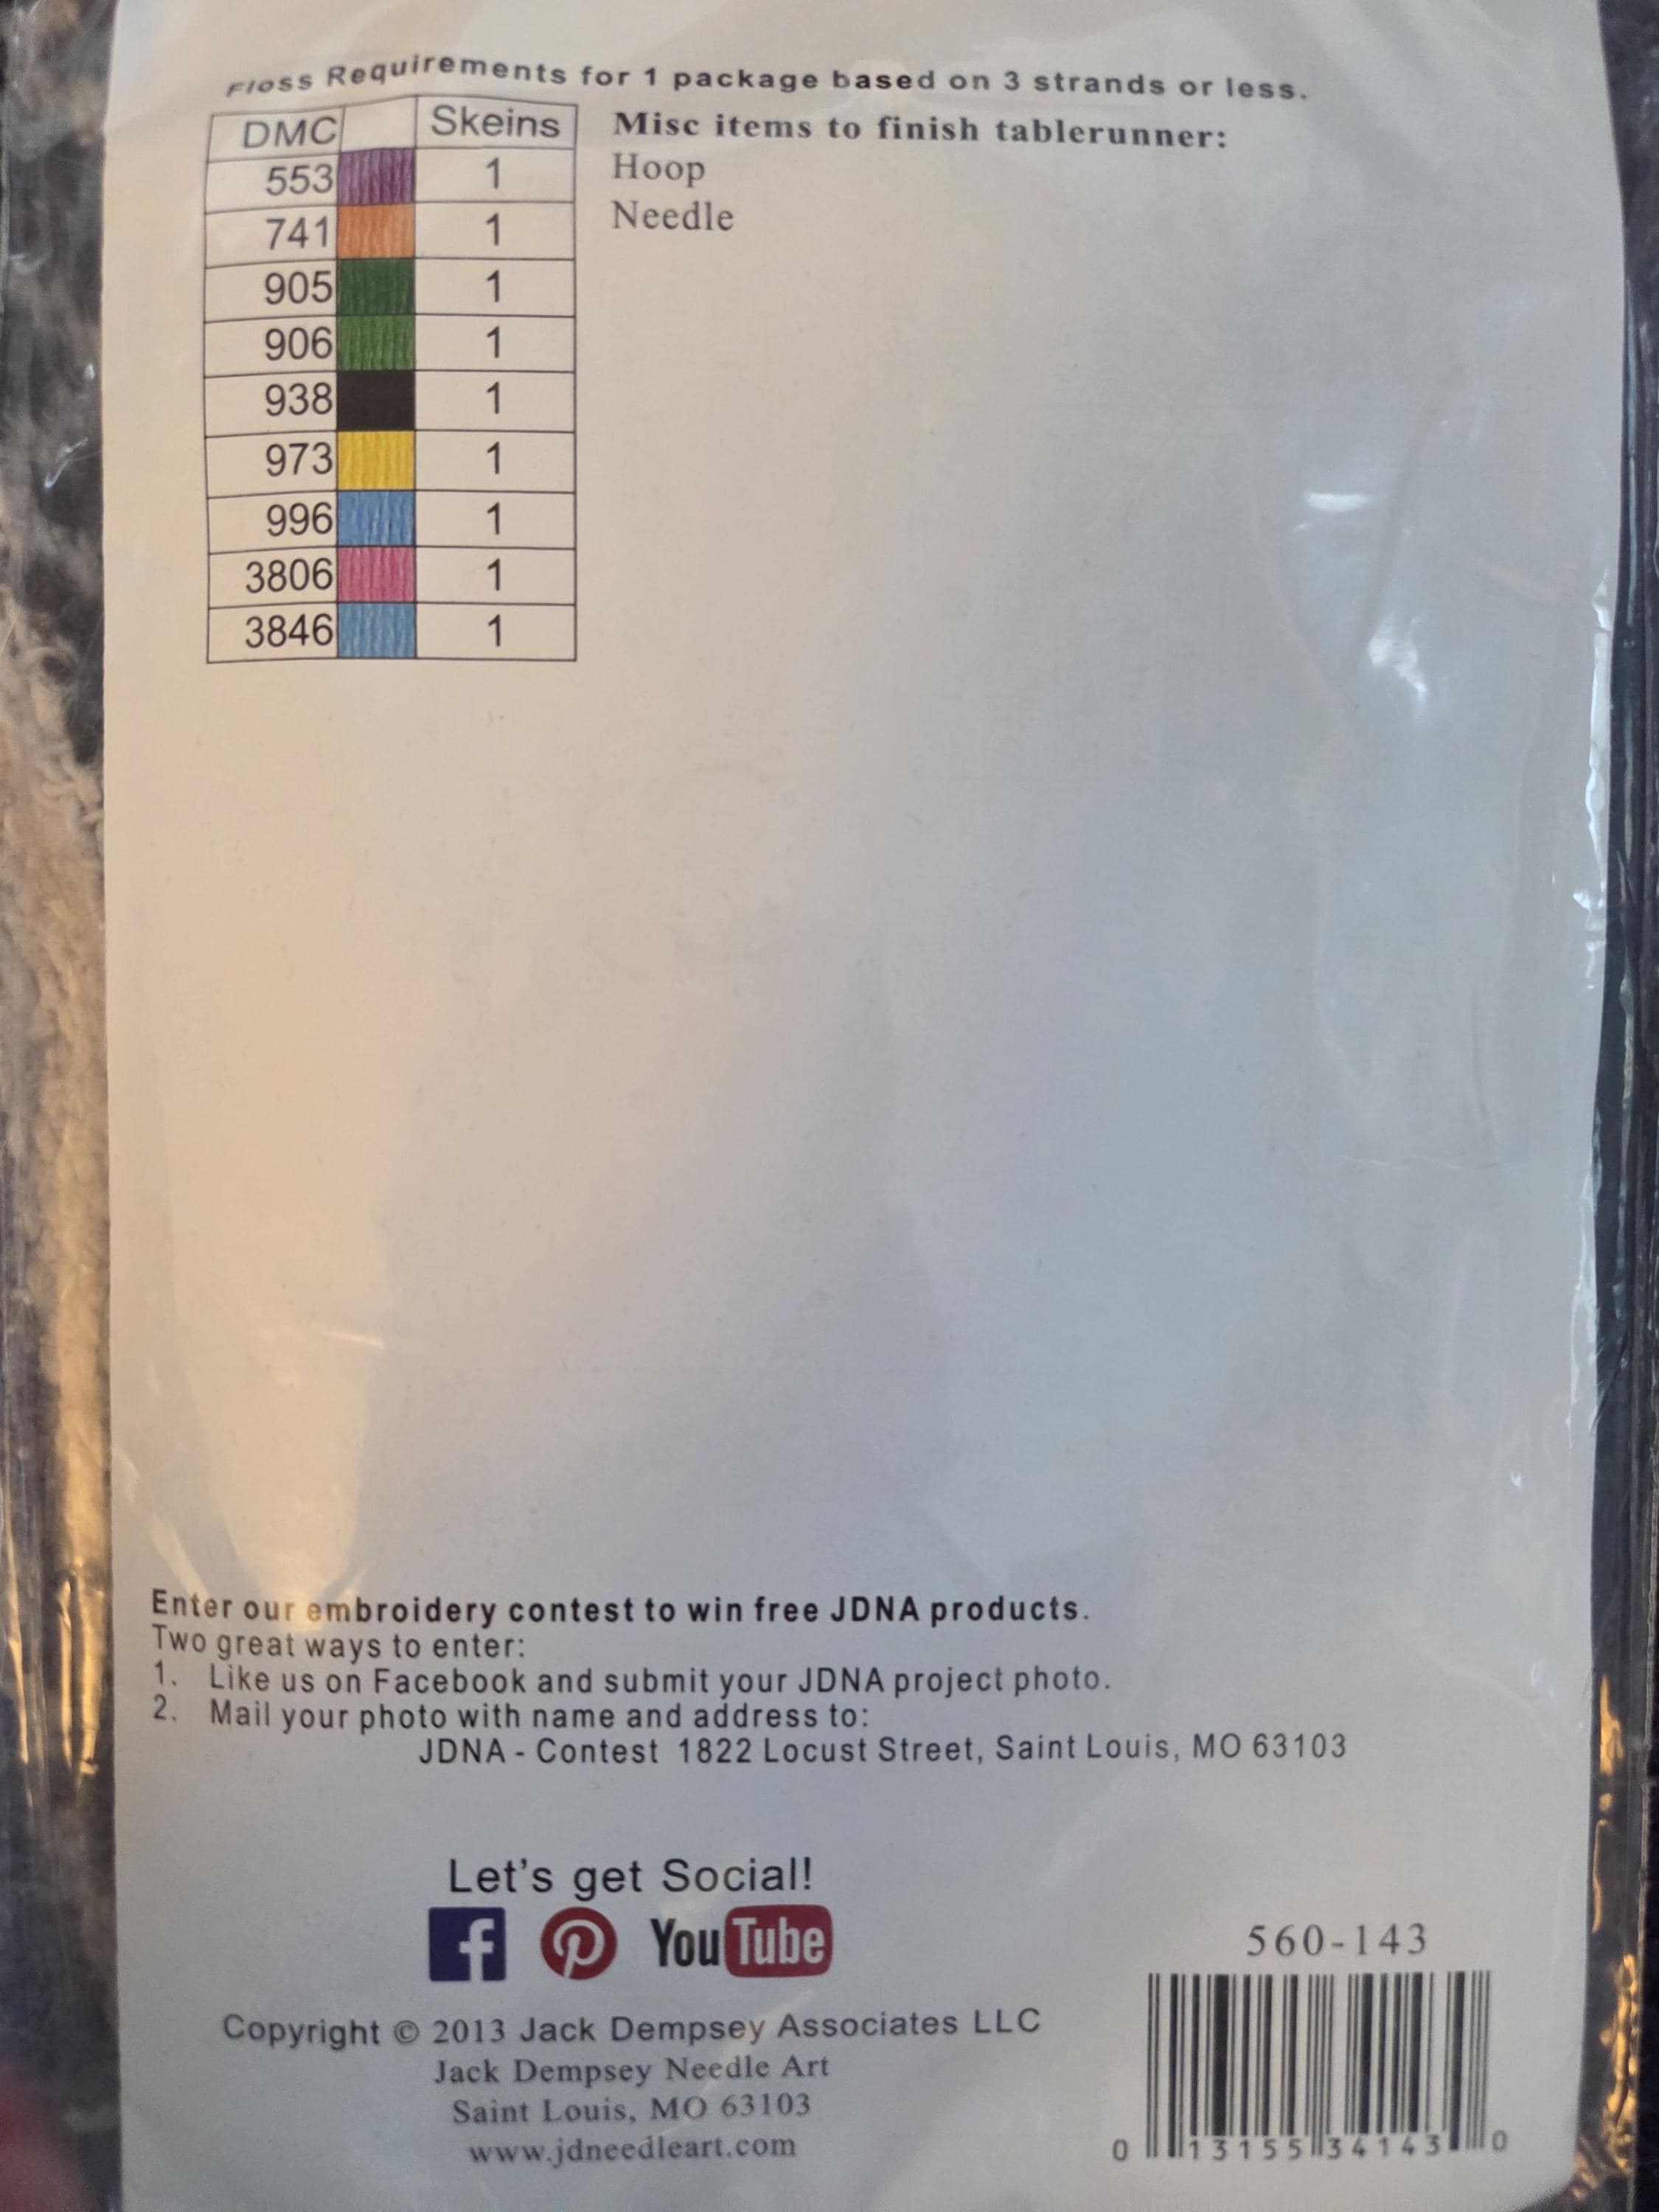 Floss Requirements for 1 package based on 3 strands or less.
DMC Skeins
553 1
741 1
905 1
906 1
938 1
973 1
996 1
3806 1
3846 1
Misc items to finish tablerunner:
Hoop
Needle
Enter our embroidery contest to win free JDNA products.
Two great ways to enter:
1. Like us on Facebook and submit your JDNA project photo.
2. Mail your photo with name and address to:
JDNA - Contest 1822 Locust Street, Saint Louis, MO 63103
Let's get Social!
f P YouTube
Copyright © 2013 Jack Dempsey Associates LLC
Jack Dempsey Needle Art
Saint Louis, MO 63103
www.jdneedleart.com
560-143
0 13155 34143 0